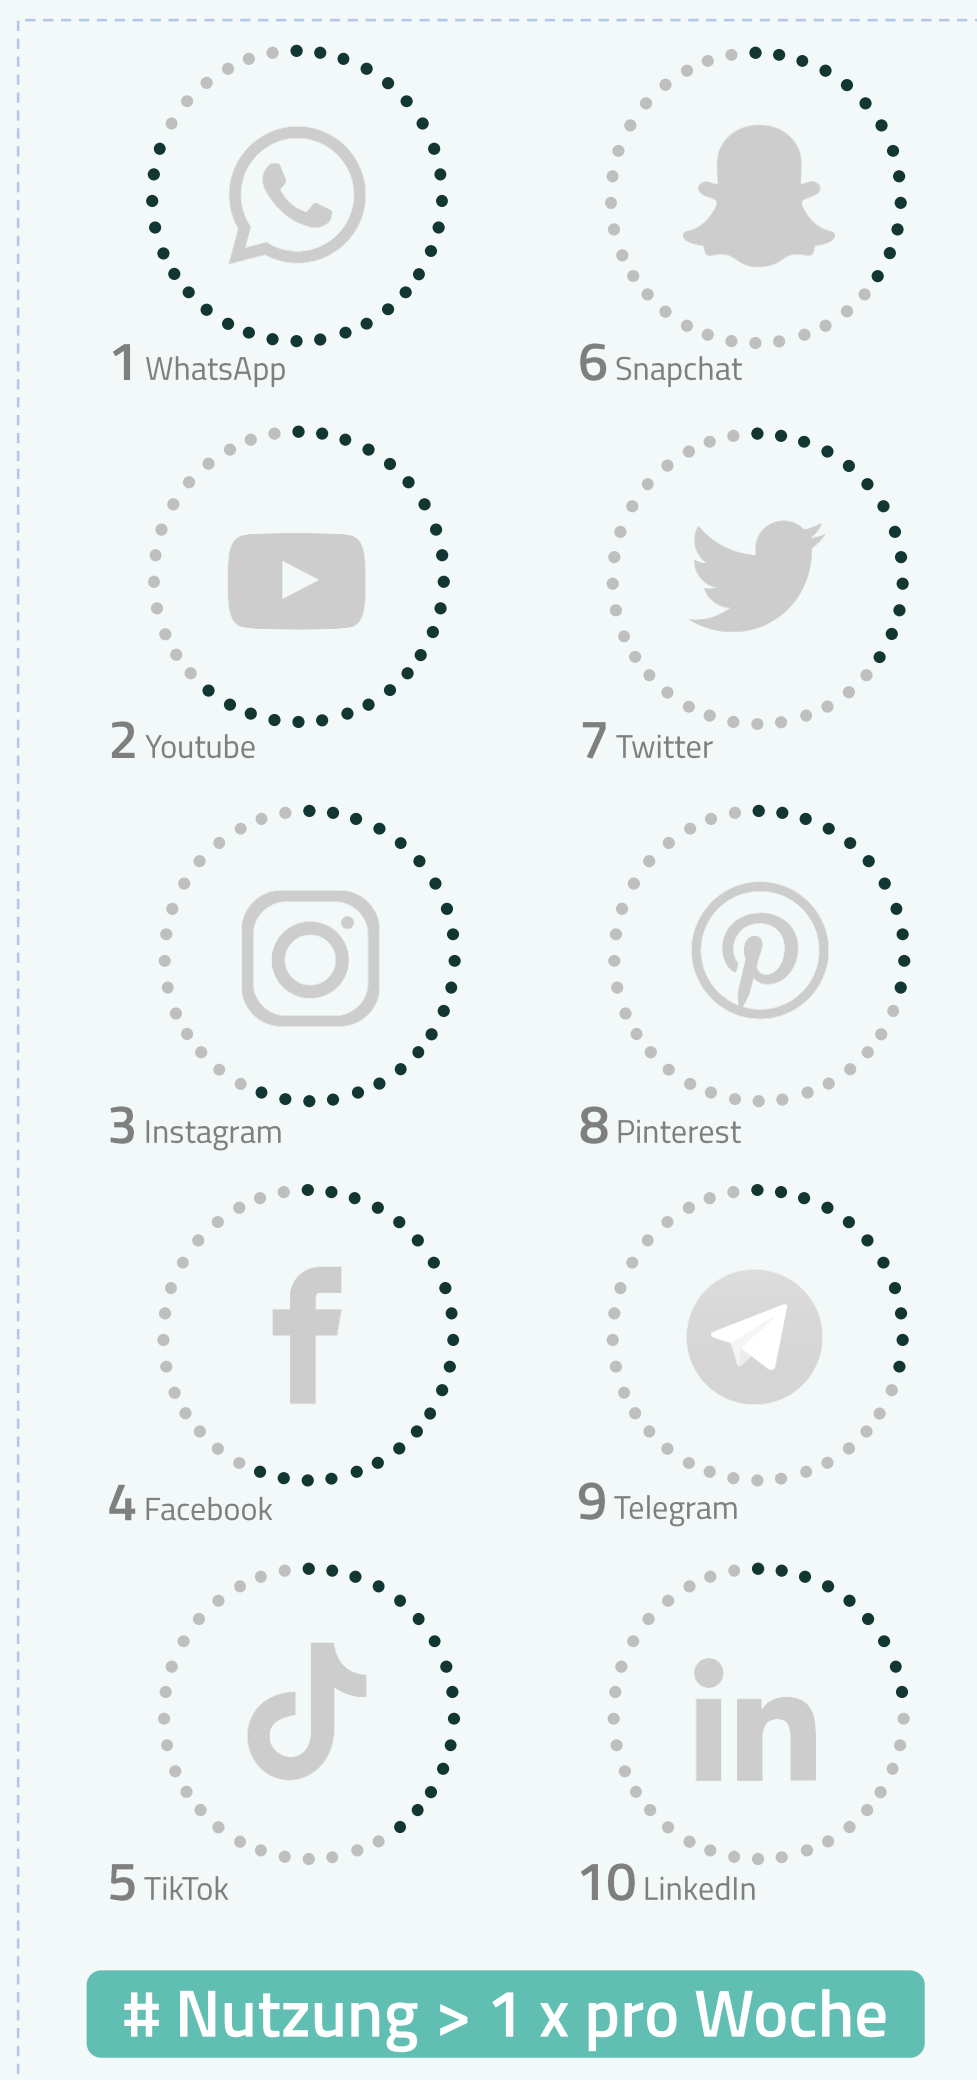 1 WhatsApp
2 Youtube
3 Instagram
4 Facebook
5 TikTok
6 Snapchat
7 Twitter
8 Pinterest
9 Telegram
10 LinkedIn
in
# Nutzung > 1 x pro Woche